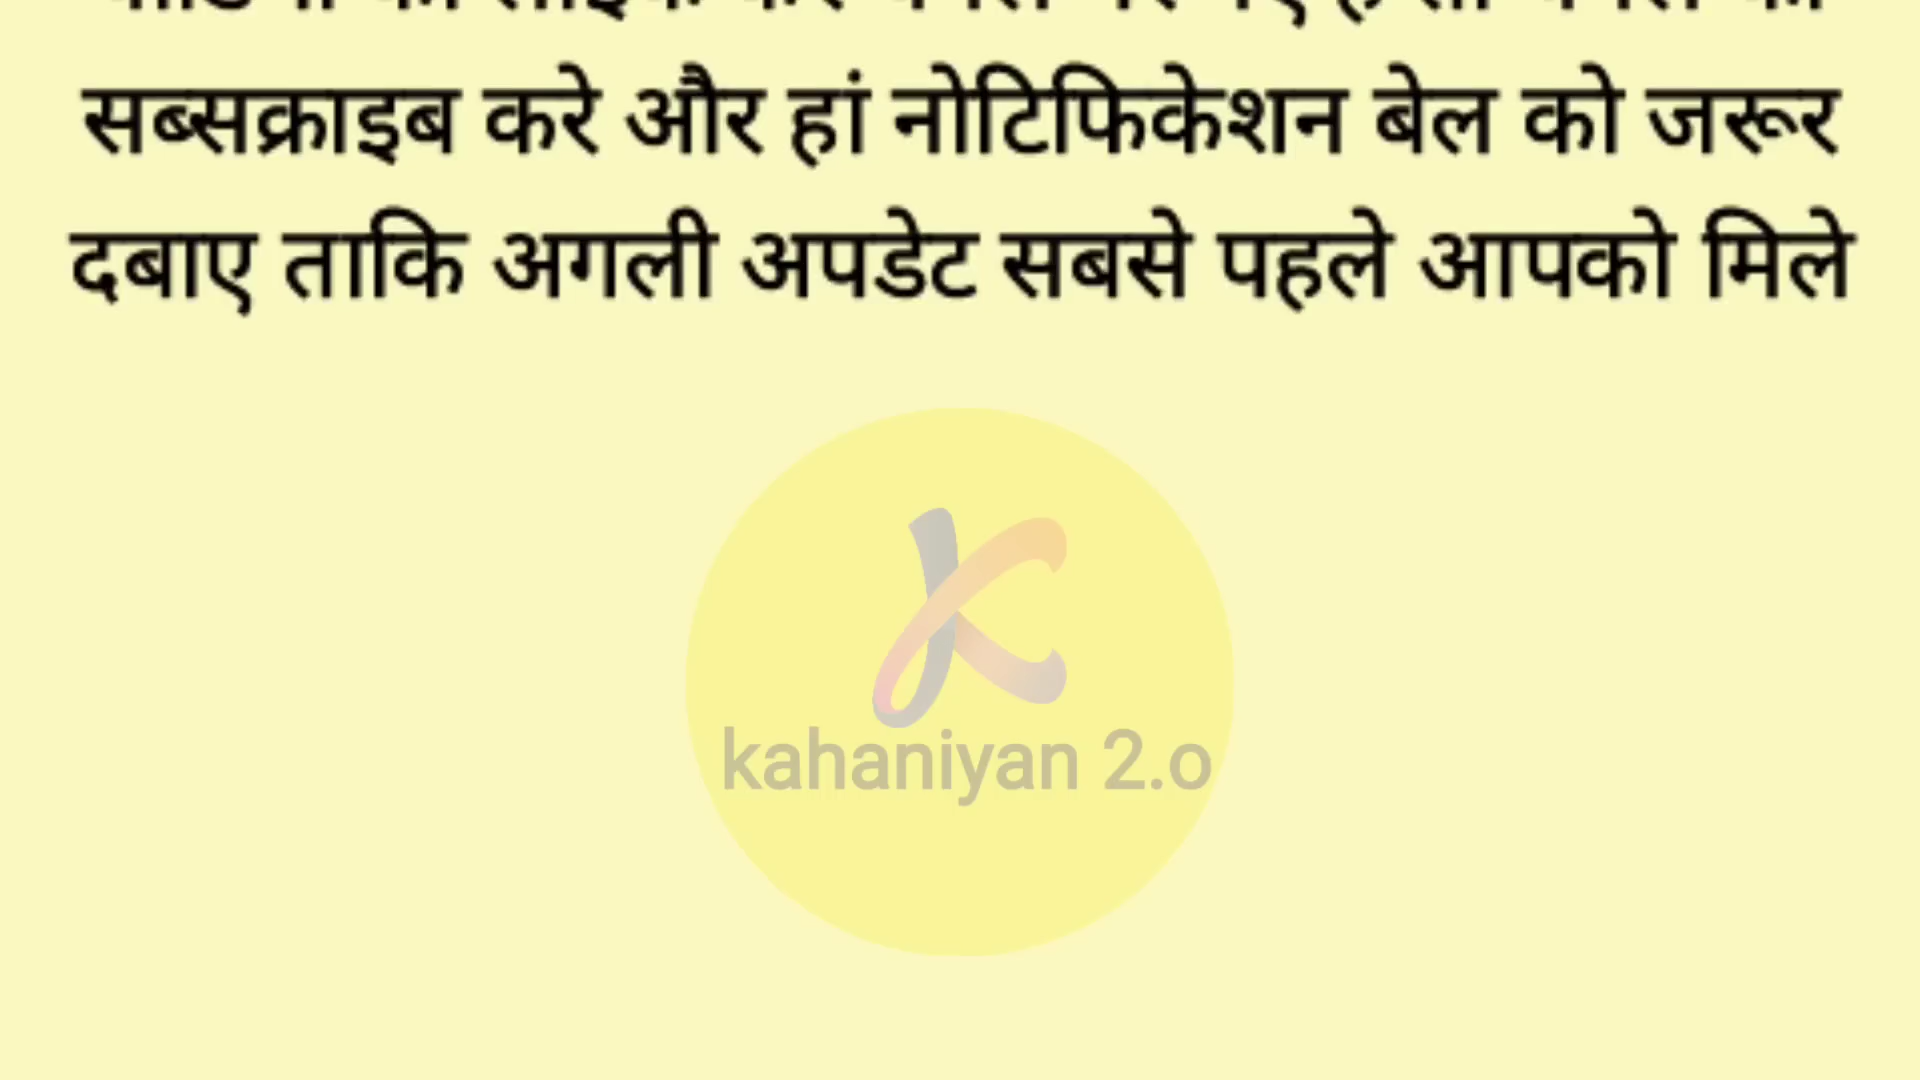 सब्सक्राइब करे और हां नोटिफिकेशन बेल को जरूर
दबाए ताकि अगली अपडेट सबसे पहले आपको मिले
kahaniyan 2.o